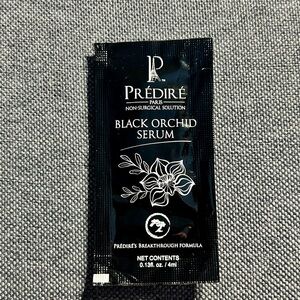 PRÉDIRÉ
PARIS
NON-SURGICAL SOLUTION
BLACK ORCHID
SERUM
PRÉDIRÉ'S BREAKTHROUGH FORMULA
NET CONTENTS
0.13fl. oz. / 4ml